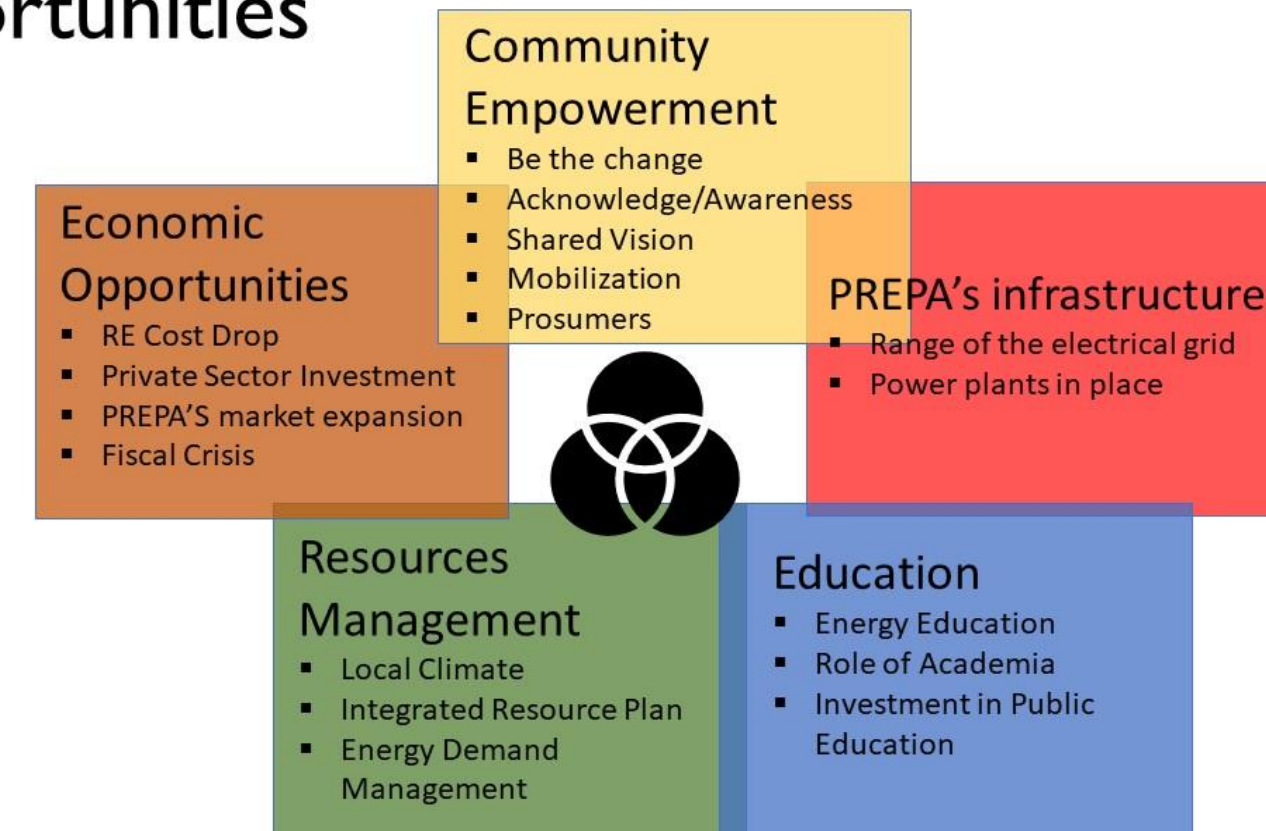 ortunities
Community
Empowerment
▪ Be the change
▪ Acknowledge/Awareness
▪ Shared Vision
▪ Mobilization
▪ Prosumers
Economic
Opportunities
▪ RE Cost Drop
▪ Private Sector Investment
▪ PREPA'S market expansion
▪ Fiscal Crisis
PREPA’s infrastructure
▪ Range of the electrical grid
▪ Power plants in place
Resources
Management
▪ Local Climate
▪ Integrated Resource Plan
▪ Energy Demand
Management
Education
▪ Energy Education
▪ Role of Academia
▪ Investment in Public
Education